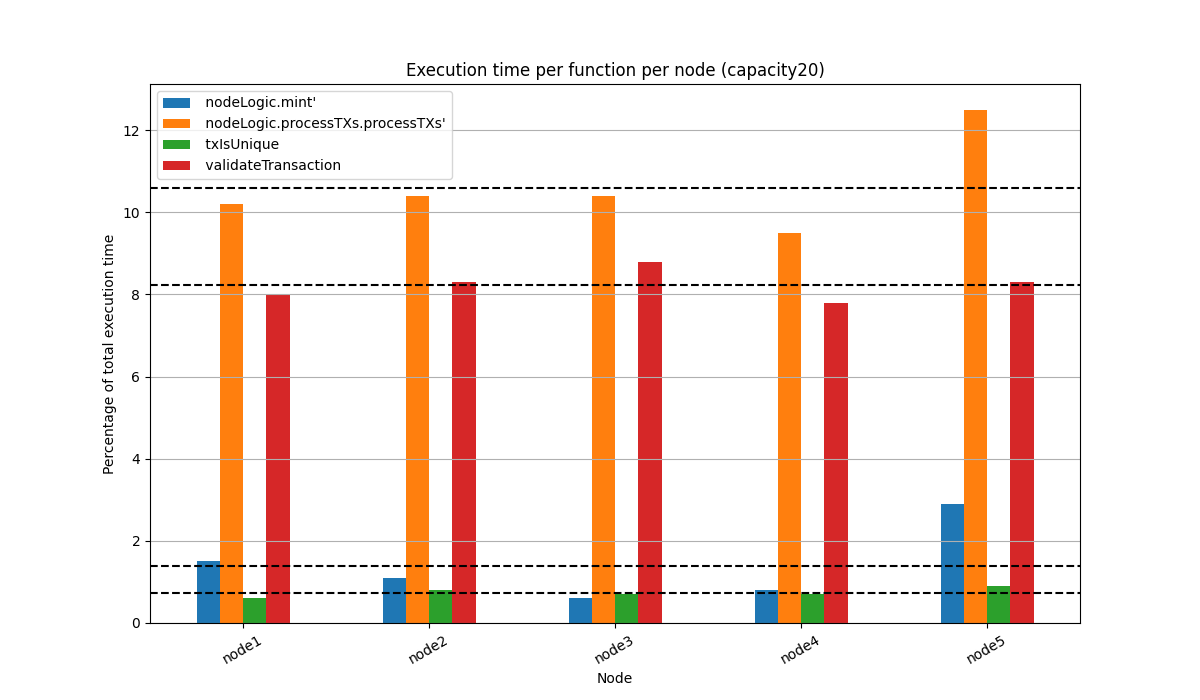 Execution time per function per node (capacity20)
nodeLogic.mint'
nodeLogic.processTXs.processTXs'
txIsUnique
validateTransaction
Percentage of total execution time
12
10
8
6
4
2
0
node1
node2
node3
node4
node5
Node